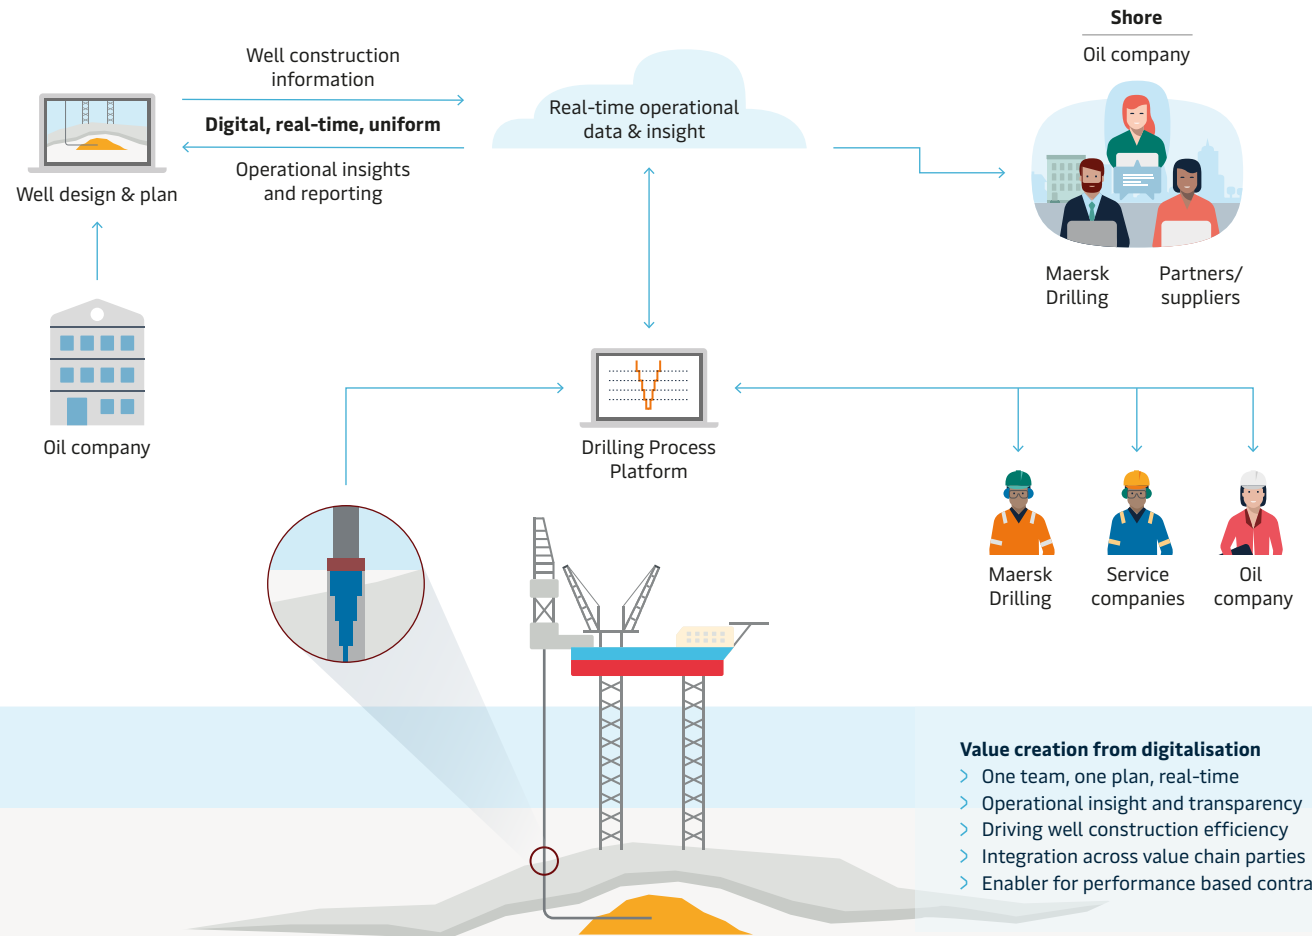 Shore
Oil company
Well construction
information
Digital, real-time, uniform
Operational insights
and reporting
Real-time operational
data & insight
Well design & plan
Maersk
Drilling
Partners/
suppliers
Oil company
Drilling Process
Platform
Maersk
Drilling
Service
companies
Oil
company
Value creation from digitalisation
> One team, one plan, real-time
> Operational insight and transparency
> Driving well construction efficiency
> Integration across value chain parties
> Enabler for performance based contra